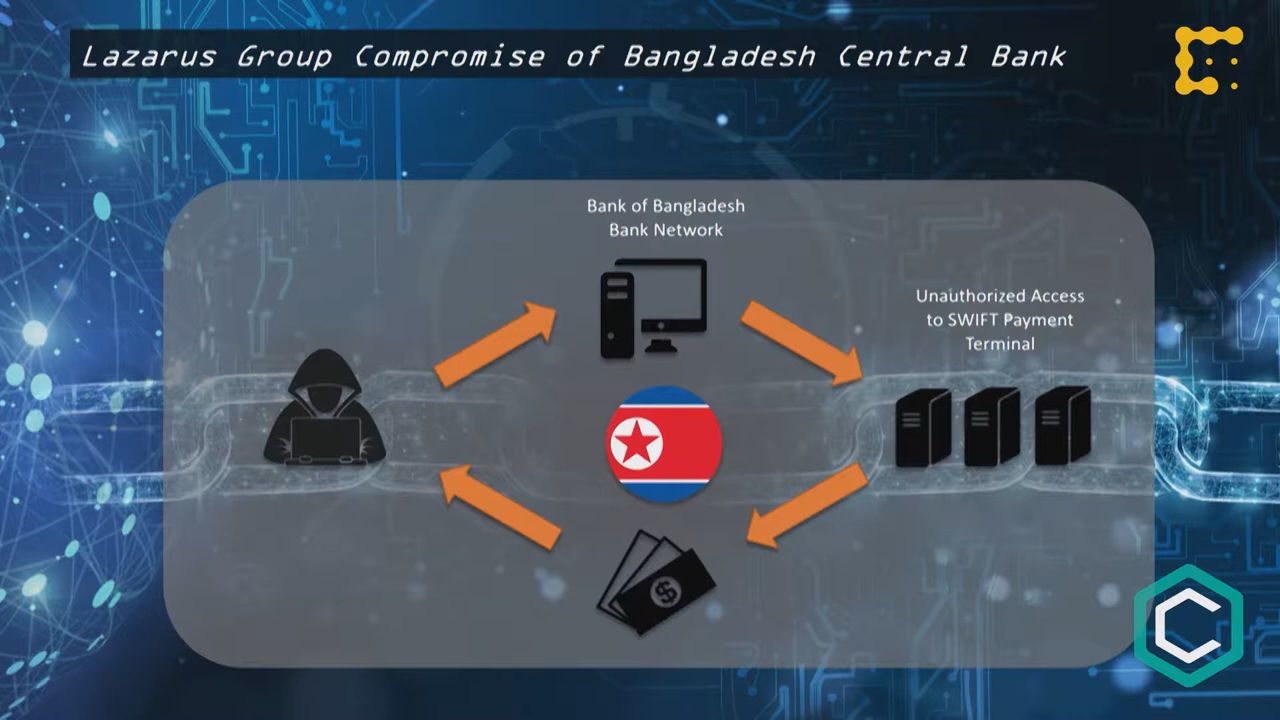 Lazarus Group Compromise of Bangladesh Central Bank
Bank of Bangladesh
Bank Network
Unauthorized Access
to SWIFT Payment
Terminal